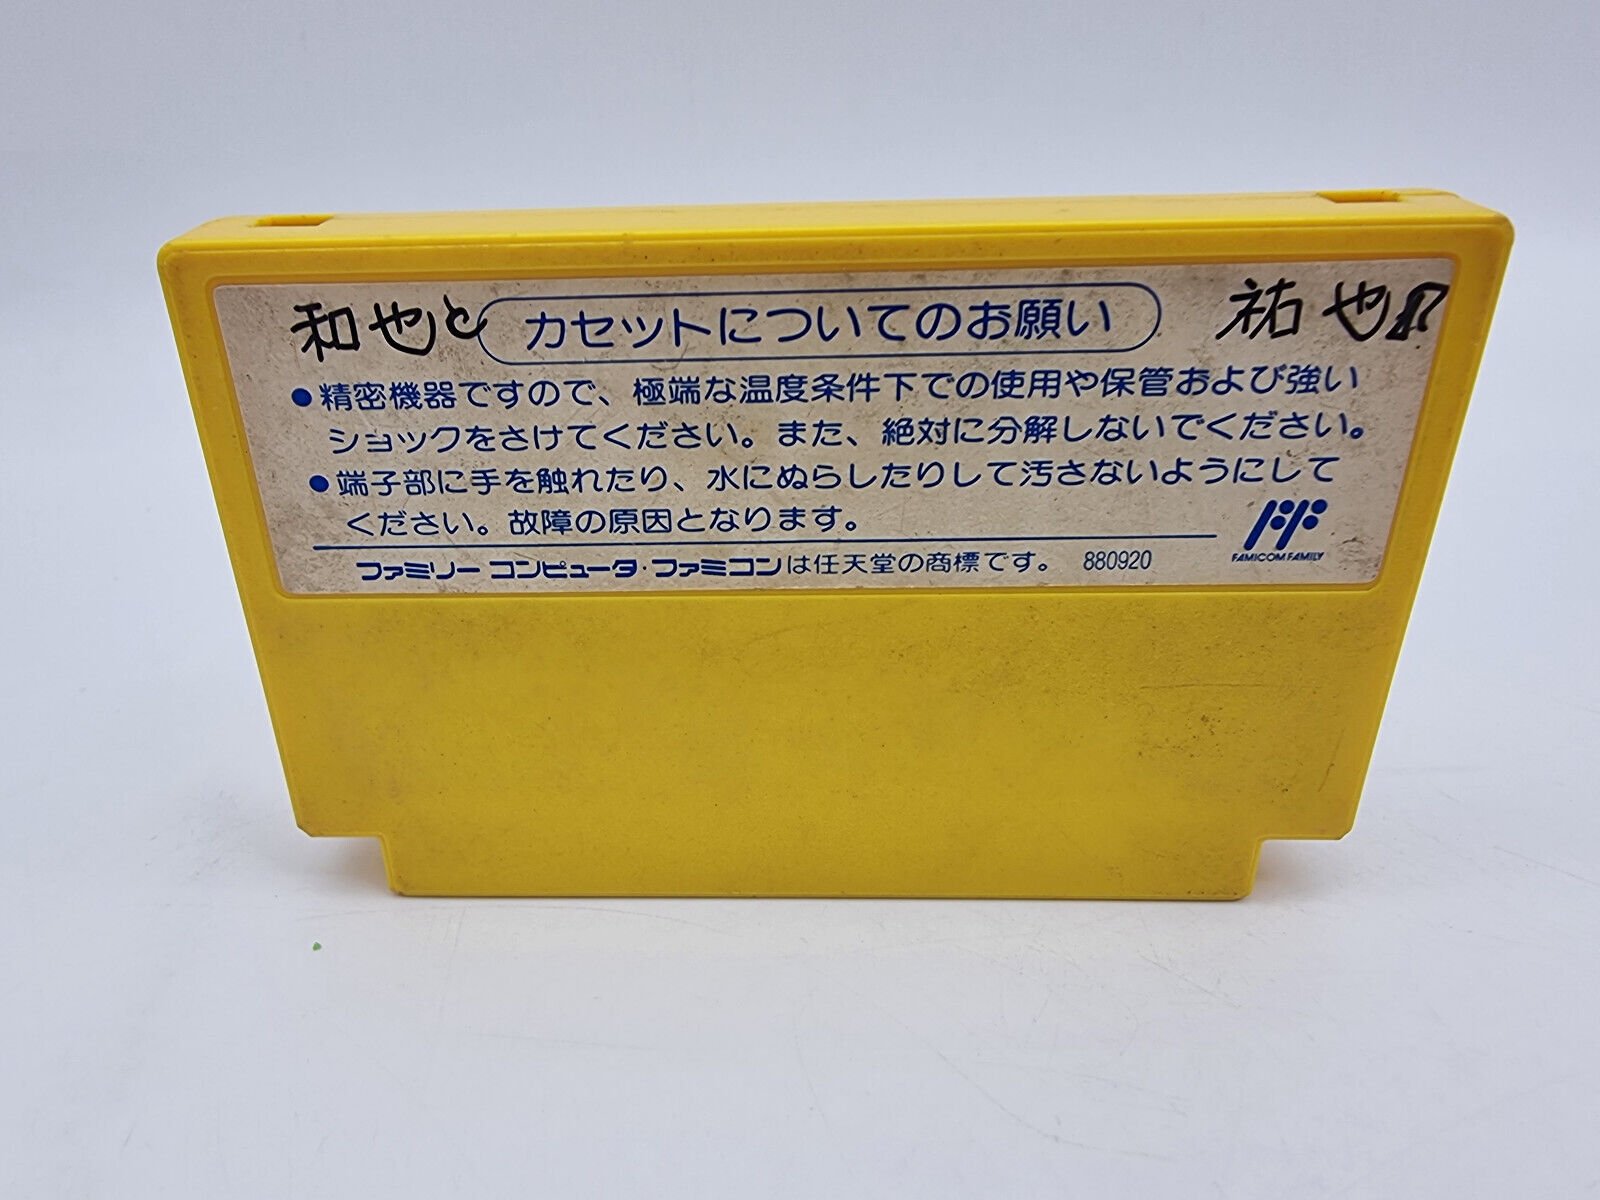 和也と カセットについてのお願い 祐也
●精密機器ですので、極端な温度条件下での使用や保管および強い
ショックをさけてください。また、絶対に分解しないでください。
●端子部に手を触れたり、水にぬらしたりして汚さないようにして
ください。故障の原因となります。
ファミリーコンピュータ・ファミコンは任天堂の商標です。 880920
FAMICOM FAMILY